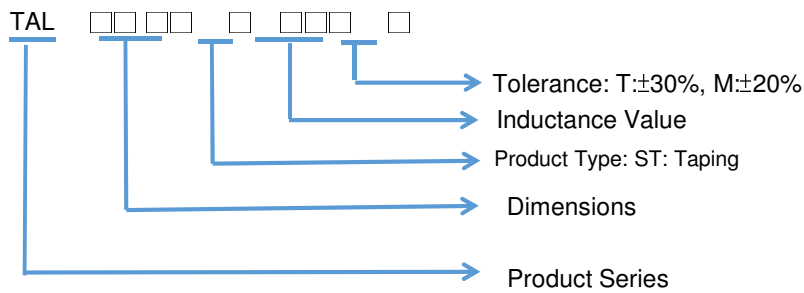 TAL □□ □□ □ □□□ □
Tolerance: T:±30%, M:±20%
Inductance Value
Product Type: ST: Taping
Dimensions
Product Series